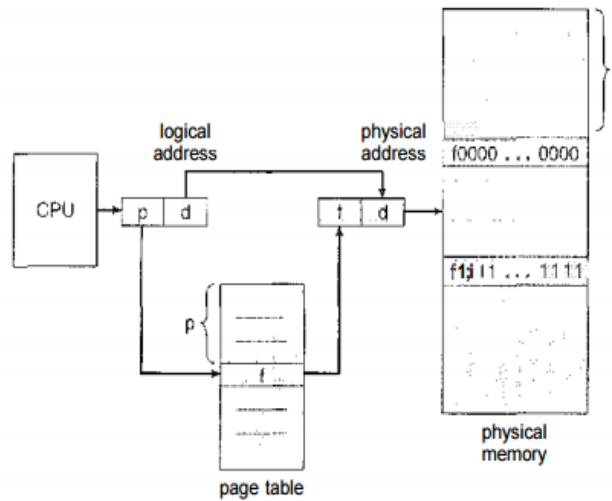 logical
address
physical
address
f0000 ... 0000
CPU
p
d
f
d
p
f
page table
physical
memory